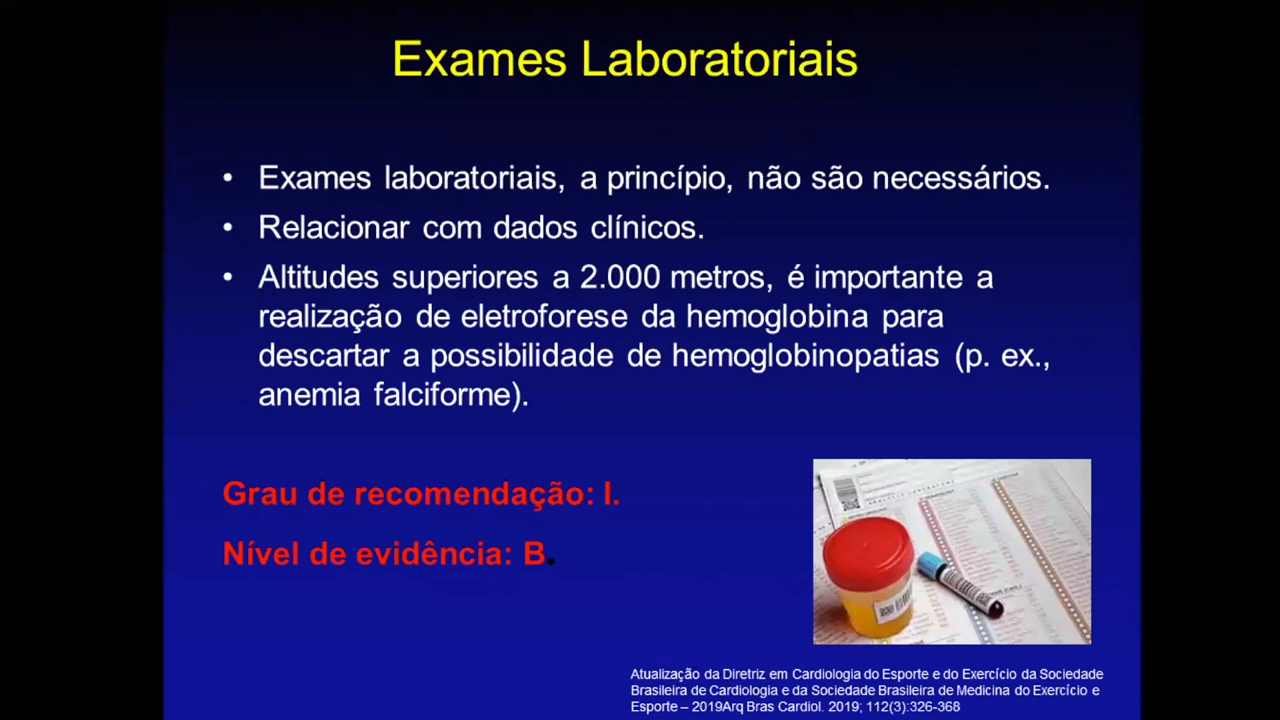 Exames Laboratoriais
• Exames laboratoriais, a princípio, não são necessários.
• Relacionar com dados clínicos.
• Altitudes superiores a 2.000 metros, é importante a
realização de eletroforese da hemoglobina para
descartar a possibilidade de hemoglobinopatias (p. ex.,
anemia falciforme).
Grau de recomendação: I.
Nível de evidência: B.
Atualização da Diretriz em Cardiologia do Esporte e do Exercício da Sociedade
Brasileira de Cardiologia e da Sociedade Brasileira de Medicina do Exercício e
Esporte – 2019Arq Bras Cardiol. 2019; 112(3):326-368